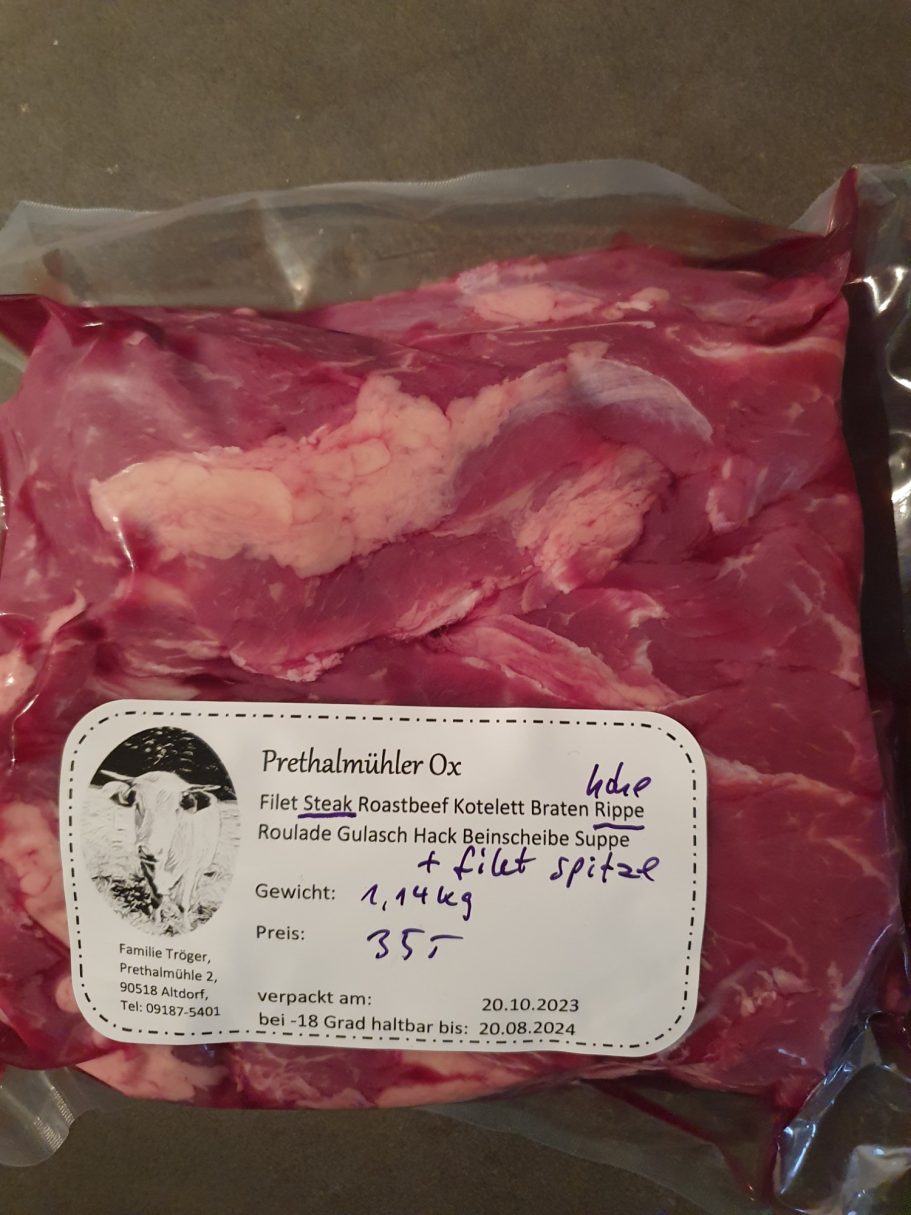 Prethalmühler Ox
hohe
Filet Steak Roastbeef Kotelett Braten Rippe
Roulade Gulasch Hack Beinscheibe Suppe
+ filet spitze
Gewicht: 1,14 kg
Preis: 35,-
Familie Tröger,
Prethalmühle 2,
90518 Altdorf,
Tel: 09187-5401
verpackt am: 20.10.2023
bei -18 Grad haltbar bis: 20.08.2024